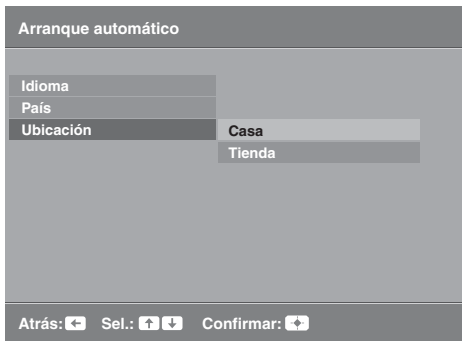 Arranque automático
Idioma
País
Ubicación
Casa
Tienda
Atrás: Sel.: Confirmar: